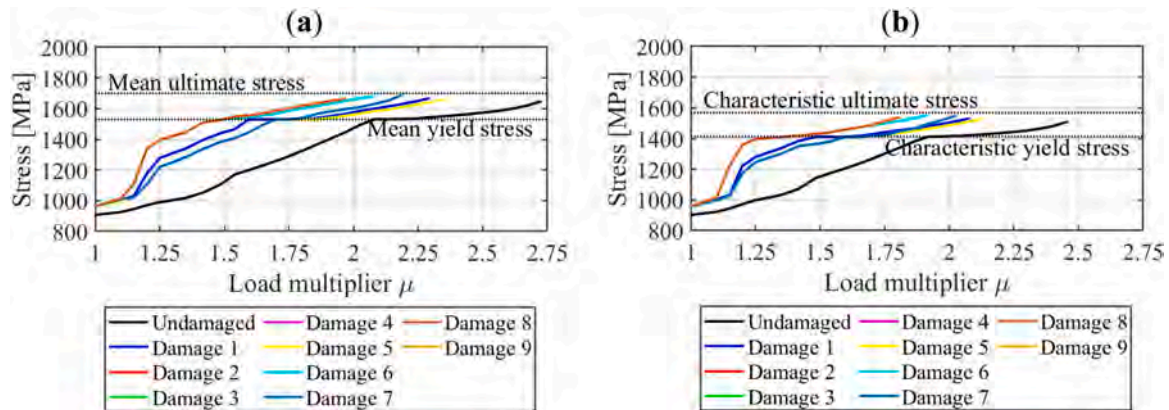 (a)
2000
1800
1600
1400
1200
1000
800
Stress [MPa]
Mean ultimate stress
Mean yield stress
1 1.25 1.5 1.75 2 2.25 2.5 2.75
Load multiplier μ
Undamaged Damage 4 Damage 8
Damage 1 Damage 5 Damage 9
Damage 2 Damage 6
Damage 3 Damage 7
(b)
2000
1800
1600
1400
1200
1000
800
Stress [MPa]
Characteristic ultimate stress
Characteristic yield stress
1 1.25 1.5 1.75 2 2.25 2.5 2.75
Load multiplier μ
Undamaged Damage 4 Damage 8
Damage 1 Damage 5 Damage 9
Damage 2 Damage 6
Damage 3 Damage 7